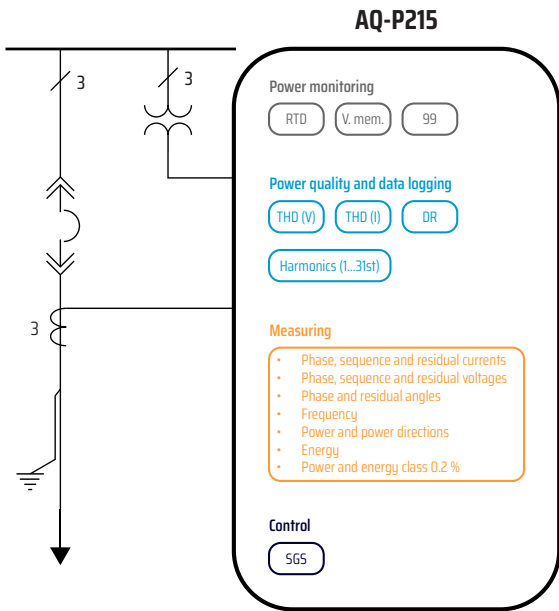 AQ-P215
3
3
Power monitoring
RTD
V. mem.
99
Power quality and data logging
THD (V)
THD (I)
DR
Harmonics (1...31st)
3
Measuring
• Phase, sequence and residual currents
• Phase, sequence and residual voltages
• Phase and residual angles
• Frequency
• Power and power directions
• Energy
• Power and energy class 0.2 %
Control
SGS